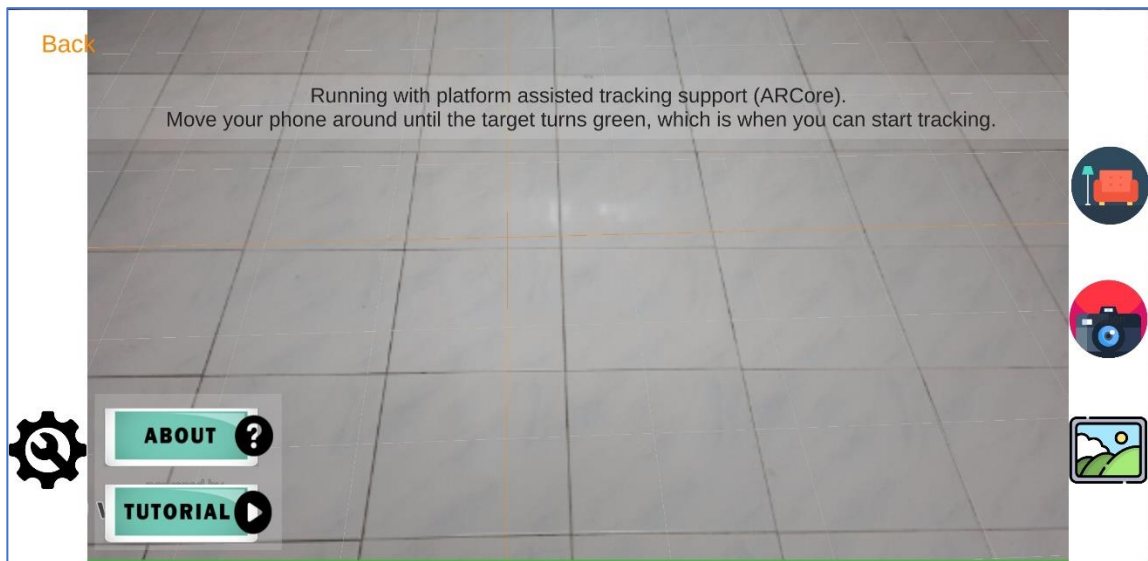 Back
Running with platform assisted tracking support (ARCore).
Move your phone around until the target turns green, which is when you can start tracking.
ABOUT ?
TUTORIAL